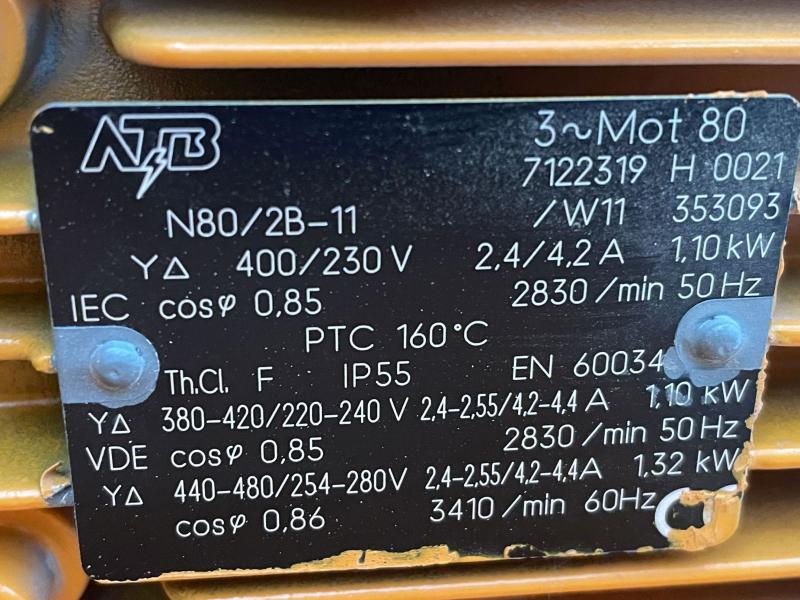 ATB 3~Mot 80
7122319 H 0021
N80/2B-11 /W11 353093
Y∆ 400/230 V 2,4/4,2 A 1,10 kW
IEC cosφ 0,85 2830 /min 50 Hz
PTC 160°C
Th.Cl. F IP55 EN 60034
Y∆ 380-420/220-240 V 2,4-2,55/4,2-4,4 A 1,10 kW
VDE cosφ 0,85 2830 /min 50 Hz
Y∆ 440-480/254-280V 2,4-2,55/4,2-4,4A 1,32 kW
cosφ 0,86 3410 /min 60Hz